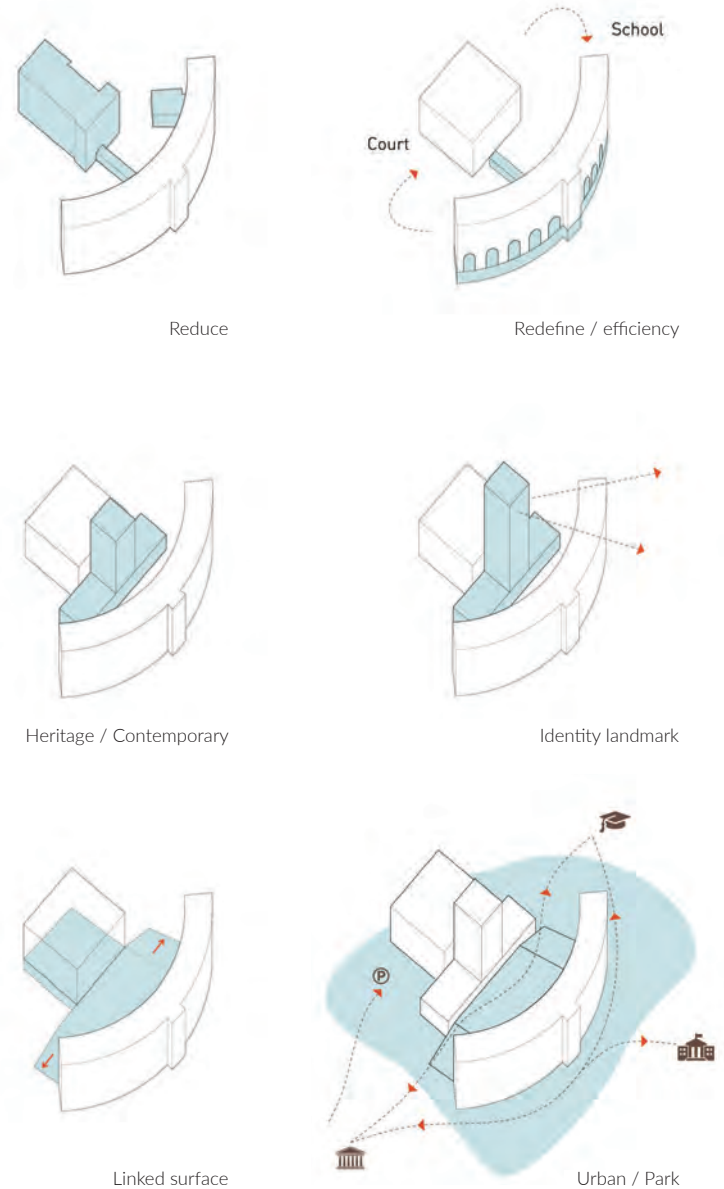 School
Court
Reduce
Redefine / efficiency
Heritage / Contemporary
Identity landmark
P
Linked surface
Urban / Park